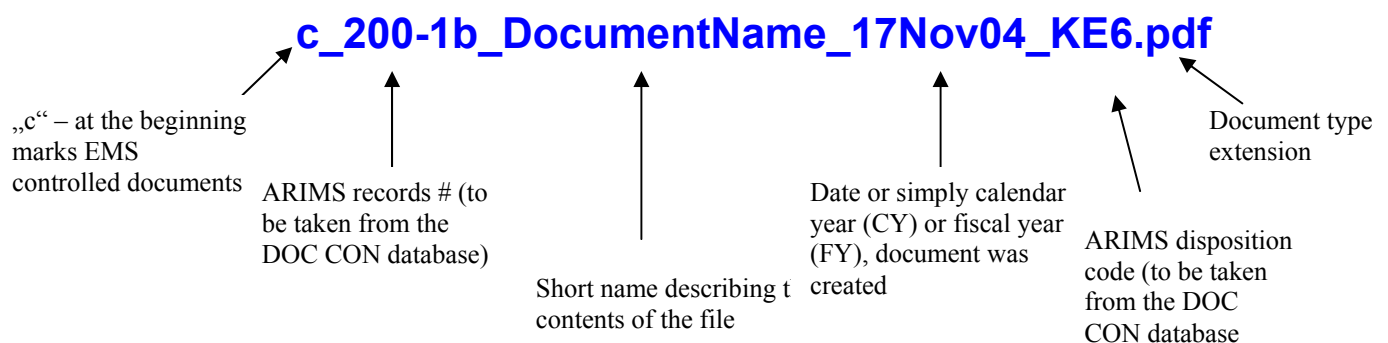 c_200-1b_DocumentName_17Nov04_KE6.pdf
„c“ – at the beginning
marks EMS
controlled documents
ARIMS records # (to
be taken from the
DOC CON database)
Short name describing t
contents of the file
Date or simply calendar
year (CY) or fiscal year
(FY), document was
created
ARIMS disposition
code (to be taken
from the DOC
CON database
Document type
extension